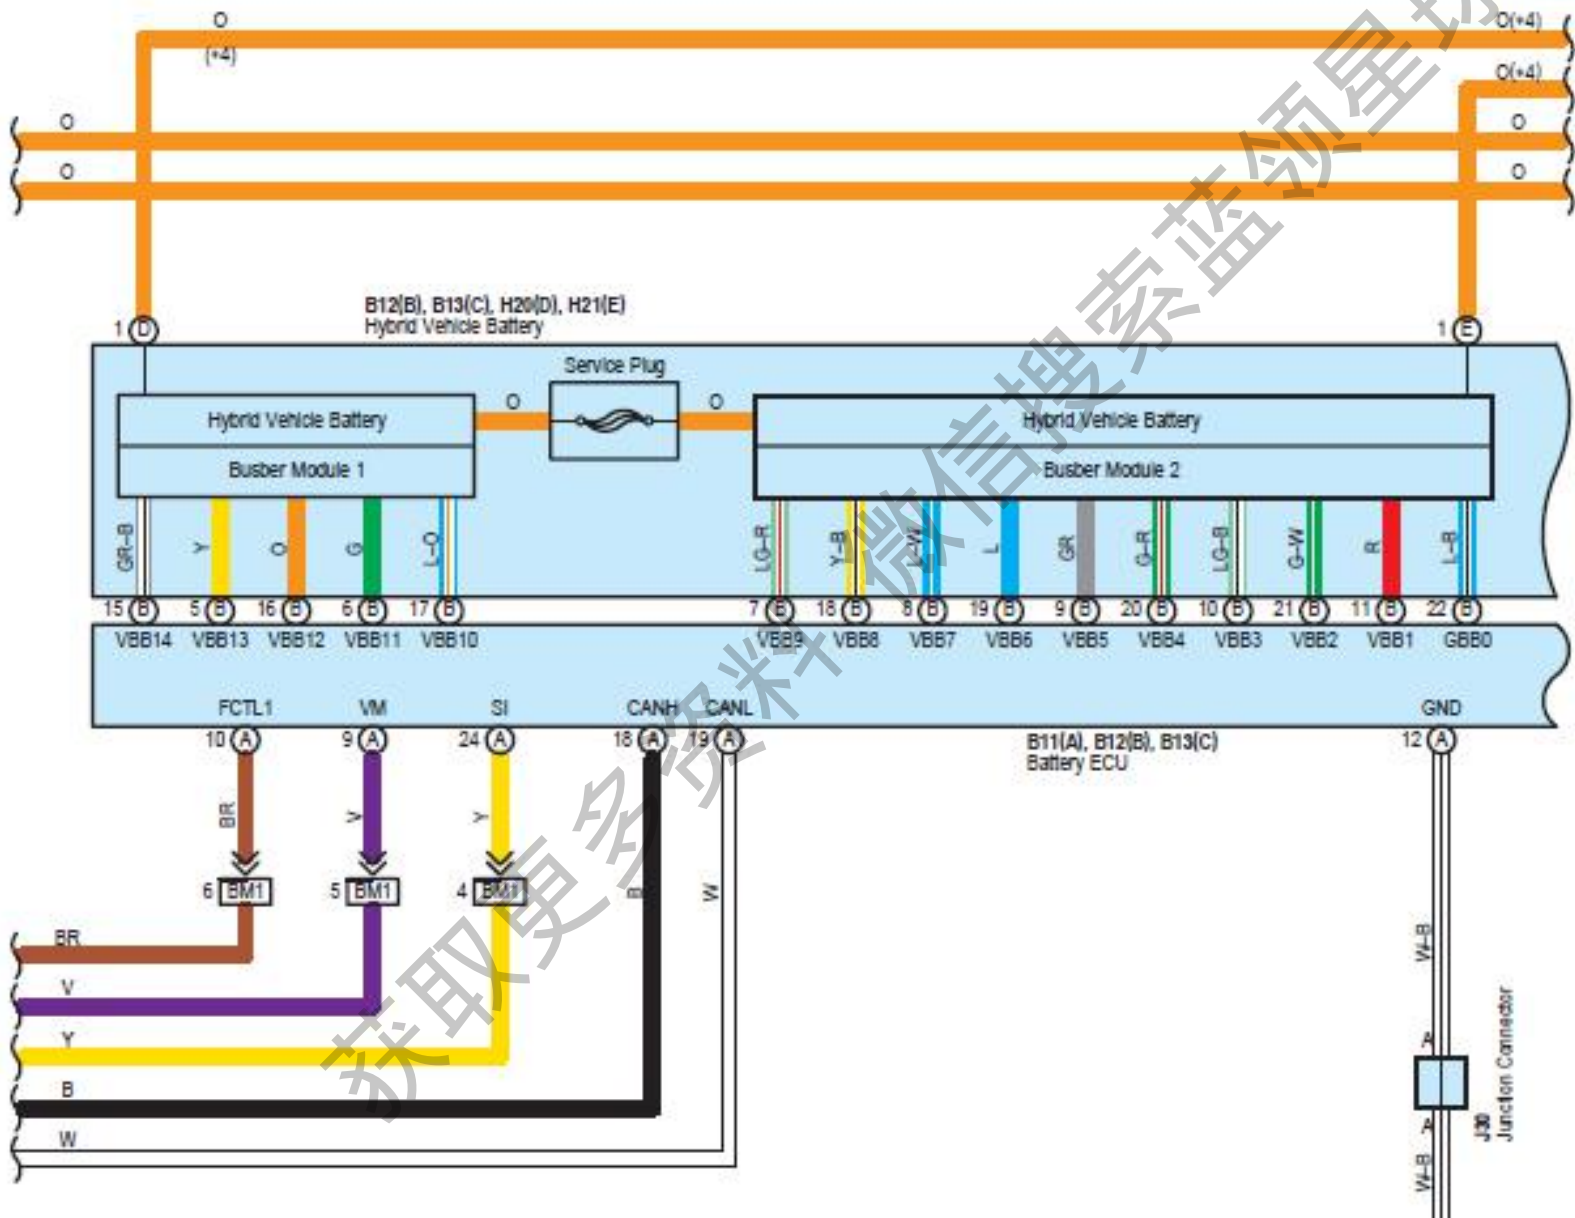 O
(*4)
O(*4)
O(*4)
O
O
O
O
B12(B), B13(C), H20(D), H21(E)
Hybrid Vehicle Battery
1 D
1 E
Service Plug
Hybrid Vehicle Battery
O
O
Hybrid Vehicle Battery
Busber Module 1
Busber Module 2
GR-B
Y
O
G
L-O
LG-R
Y-B
L-W
L
GR
G-R
LG-B
G-W
R
L-B
15 B
5 B
16 B
6 B
17 B
7 B
18 B
8 B
19 B
9 B
20 B
10 B
21 B
11 B
22 B
VBB14
VBB13
VBB12
VBB11
VBB10
VBB9
VBB8
VBB7
VBB6
VBB5
VBB4
VBB3
VBB2
VBB1
GBB0
FCTL1
VM
SI
CANH
CANL
GND
10 A
9 A
24 A
18 A
19 A
12 A
B11(A), B12(B), B13(C)
Battery ECU
BR
V
Y
B
W
6 BM1
5 BM1
4 BM1
BR
V
Y
B
W
W-B
A
J30
Junction Connector
A
W-B
获取更多资料 微信搜索蓝领星球